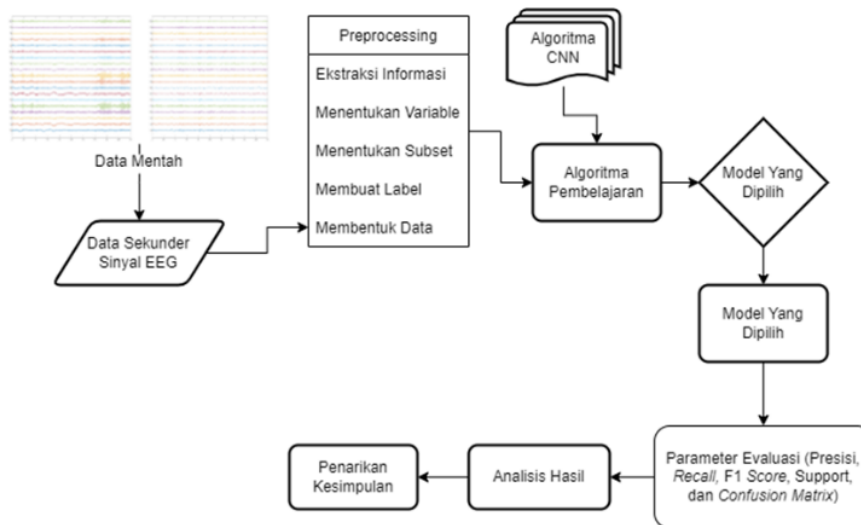 Data Mentah
Data Sekunder
Sinyal EEG
Preprocessing
Ekstraksi Informasi
Menentukan Variable
Menentukan Subset
Membuat Label
Membentuk Data
Algoritma
CNN
Algoritma
Pembelajaran
Model Yang
Dipilih
Model Yang
Dipilih
Parameter Evaluasi (Presisi,
Recall, F1 Score, Support,
dan Confusion Matrix)
Analisis Hasil
Penarikan
Kesimpulan